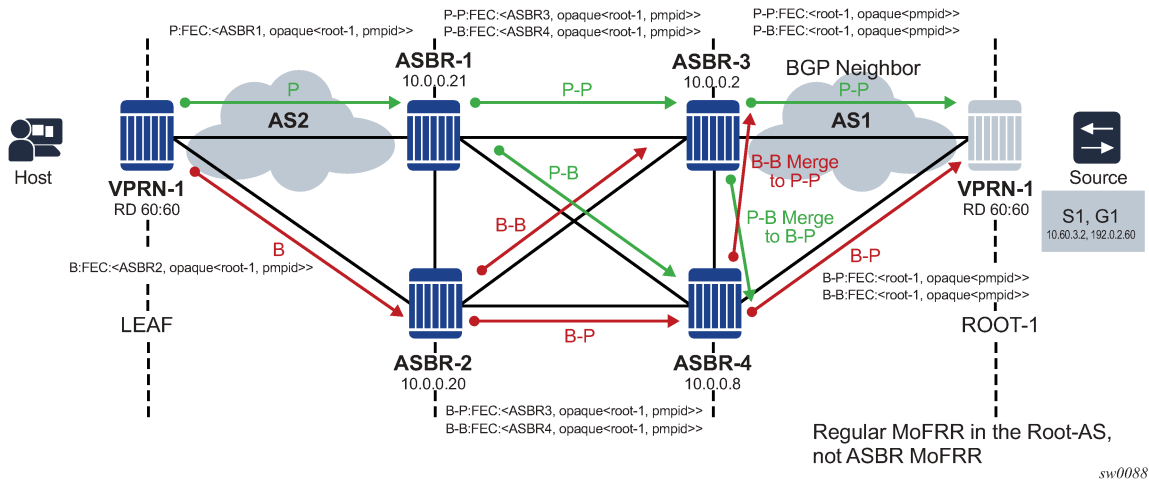 P:FEC:<ASBR1, opaque<root-1, pmpid>>
P-P:FEC:<ASBR3, opaque<root-1, pmpid>>
P-B:FEC:<ASBR4, opaque<root-1, pmpid>>
P-P:FEC:<root-1, opaque<pmpid>>
P-B:FEC:<root-1, opaque<pmpid>>
ASBR-1
10.0.0.21
ASBR-3
10.0.0.2
BGP Neighbor
P
P-P
P-P
AS2
AS1
Host
VPRN-1
RD 60:60
P-B
B-B
B-B Merge
to P-P
P-B Merge
to B-P
VPRN-1
RD 60:60
Source
S1, G1
10.60.3.2, 192.0.2.60
B
B-P
B:FEC:<ASBR2, opaque<root-1, pmpid>>
B-P:FEC:<root-1, opaque<pmpid>>
B-B:FEC:<root-1, opaque<pmpid>>
LEAF
B-P
ROOT-1
ASBR-2
10.0.0.20
ASBR-4
10.0.0.8
B-P:FEC:<ASBR3, opaque<root-1, pmpid>>
B-B:FEC:<ASBR4, opaque<root-1, pmpid>>
Regular MoFRR in the Root-AS,
not ASBR MoFRR
sw0088